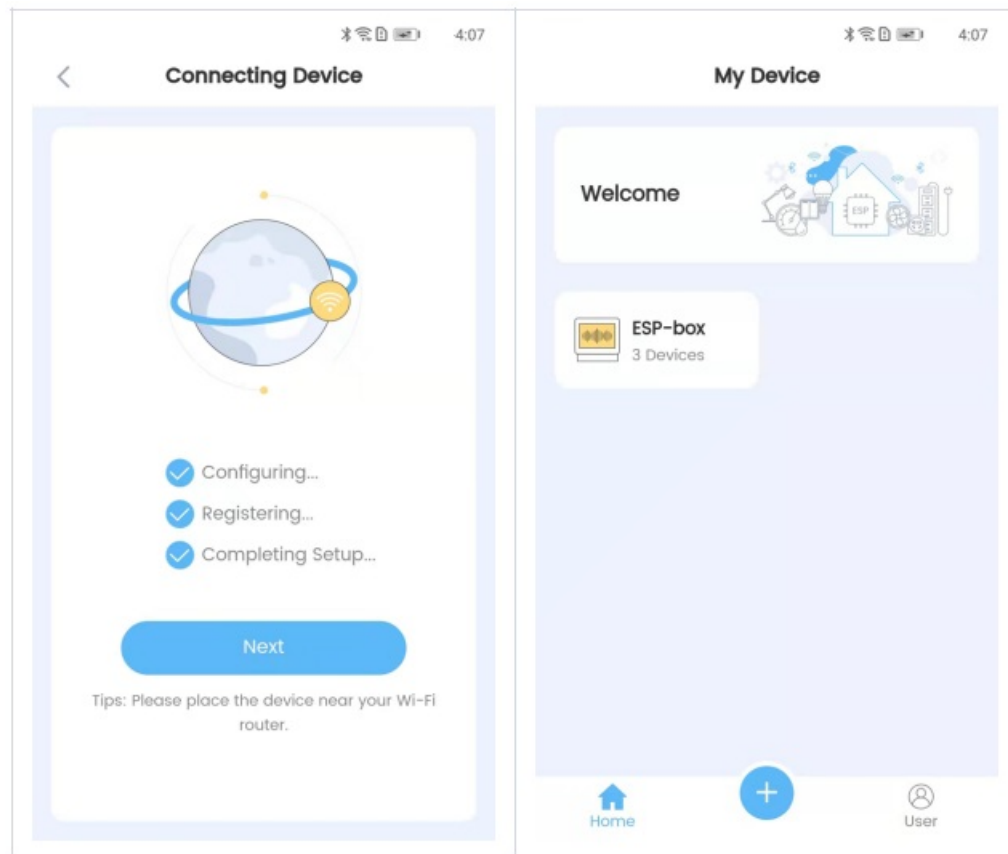 4:07
Connecting Device
Configuring...
Registering...
Completing Setup...
Next
Tips: Please place the device near your Wi-Fi
router.
4:07
My Device
Welcome
ESP
ESP-box
3 Devices
Home
User